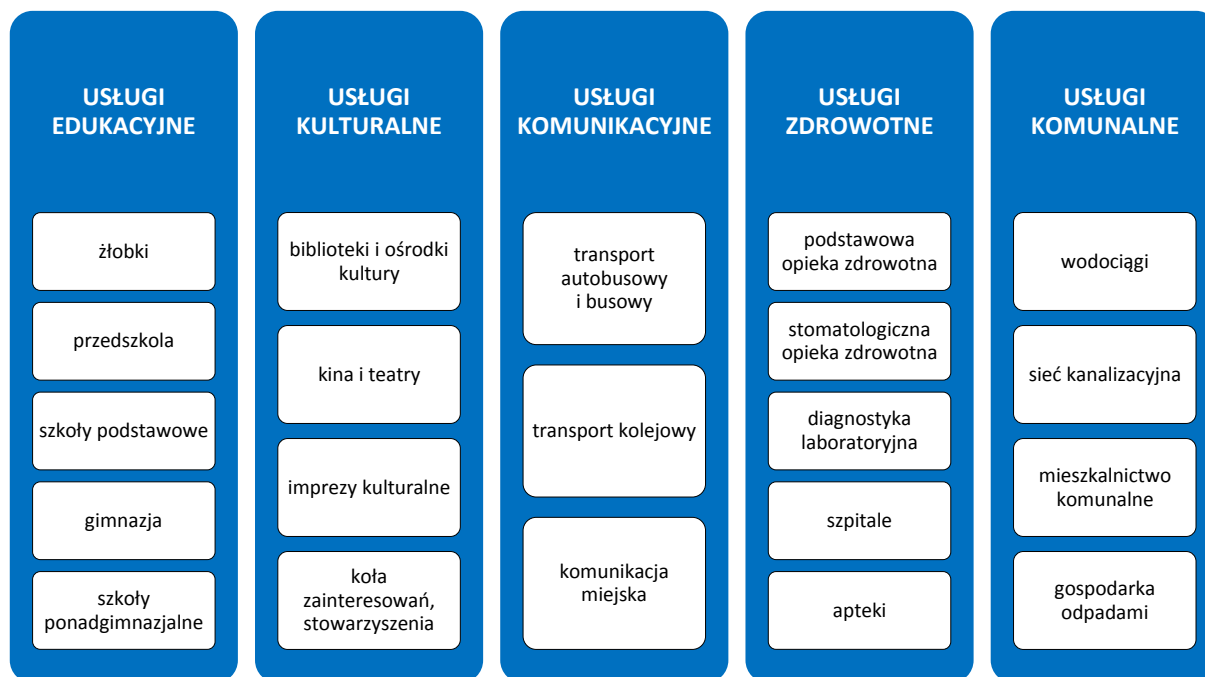 USŁUGI
EDUKACYJNE
żłobki
przedszkola
szkoły podstawowe
gimnazja
szkoły
ponadgimnazjalne
USŁUGI
KULTURALNE
biblioteki i ośrodki
kultury
kina i teatry
imprezy kulturalne
koła
zainteresowań,
stowarzyszenia
USŁUGI
KOMUNIKACYJNE
transport
autobusowy
i busowy
transport kolejowy
komunikacja
miejska
USŁUGI
ZDROWOTNE
podstawowa
opieka zdrowotna
stomatologiczna
opieka zdrowotna
diagnostyka
laboratoryjna
szpitale
apteki
USŁUGI
KOMUNALNE
wodociągi
sieć kanalizacyjna
mieszkalnictwo
komunalne
gospodarka
odpadami